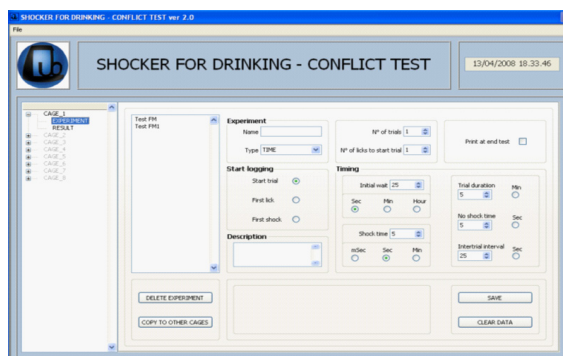 SHOCKER FOR DRINKING - CONFLICT TEST ver 2.0
File
ub
SHOCKER FOR DRINKING - CONFLICT TEST
13/04/2008 18.33.46
CAGE_1
EXPERIMENT
RESULT
CAGE_2
CAGE_3
CAGE_4
CAGE_5
CAGE_6
CAGE_7
CAGE_8
Test FM
Test FM1
Experiment
Name
Type TIME
N° of trials 1
N° of licks to start trial 1
Print at end test
Start logging
Start trial
First lick
First shock
Description
Timing
Initial wait 25
Sec Min Hour
Shock time 5
mSec Sec Min
Trial duration Min
5
No shock time Sec
5
Intertrial interval Sec
25
DELETE EXPERIMENT
COPY TO OTHER CAGES
SAVE
CLEAR DATA